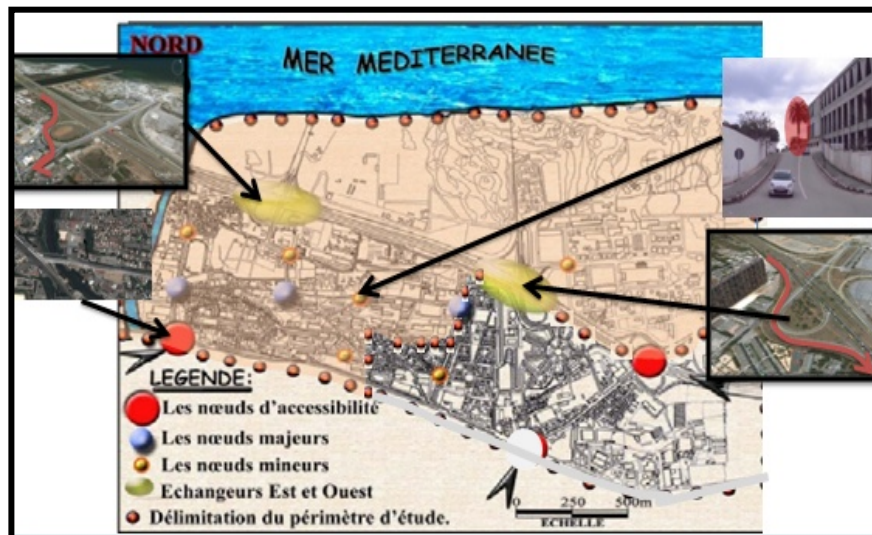 NORD
MER MEDITERRANEE
LEGENDE:
Les nœuds d'accessibilité
Les nœuds majeurs
Les nœuds mineurs
Echangeurs Est et Ouest
Délimitation du périmètre d'étude.
0 250 500m
ECHELLE